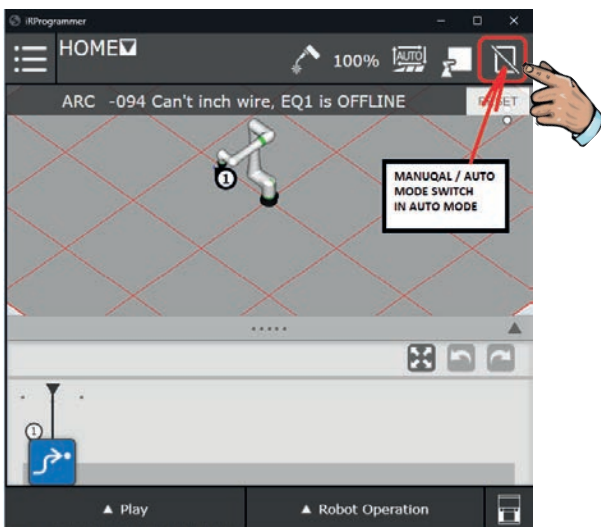 iRProgrammer
HOME
100% AUTO
ARC -094 Can't inch wire, EQ1 is OFFLINE
RESET
1
MANUQAL / AUTO
MODE SWITCH
IN AUTO MODE
1
▲ Play
▲ Robot Operation